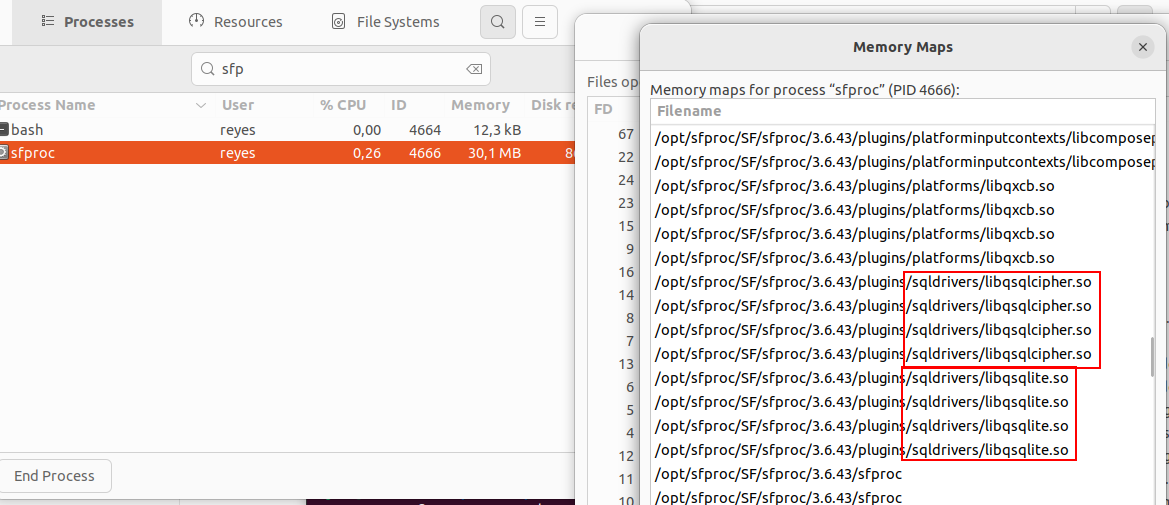 Processes
Resources
File Systems
sfp
Process Name
User
% CPU
ID
Memory
Disk re
bash
reyes
0,00
4664
12,3 kB
sfproc
reyes
0,26
4666
30,1 MB
End Process
Files op
FD
67
22
24
23
15
9
16
14
8
7
13
6
5
4
12
11
10
Memory Maps
Memory maps for process “sfproc” (PID 4666):
Filename
/opt/sfproc/SF/sfproc/3.6.43/plugins/platforminputcontexts/libcomposep
/opt/sfproc/SF/sfproc/3.6.43/plugins/platforminputcontexts/libcomposep
/opt/sfproc/SF/sfproc/3.6.43/plugins/platforms/libqxcb.so
/opt/sfproc/SF/sfproc/3.6.43/plugins/platforms/libqxcb.so
/opt/sfproc/SF/sfproc/3.6.43/plugins/platforms/libqxcb.so
/opt/sfproc/SF/sfproc/3.6.43/plugins/platforms/libqxcb.so
/opt/sfproc/SF/sfproc/3.6.43/plugins/sqldrivers/libqsqlcipher.so
/opt/sfproc/SF/sfproc/3.6.43/plugins/sqldrivers/libqsqlcipher.so
/opt/sfproc/SF/sfproc/3.6.43/plugins/sqldrivers/libqsqlcipher.so
/opt/sfproc/SF/sfproc/3.6.43/plugins/sqldrivers/libqsqlcipher.so
/opt/sfproc/SF/sfproc/3.6.43/plugins/sqldrivers/libqsqlite.so
/opt/sfproc/SF/sfproc/3.6.43/plugins/sqldrivers/libqsqlite.so
/opt/sfproc/SF/sfproc/3.6.43/plugins/sqldrivers/libqsqlite.so
/opt/sfproc/SF/sfproc/3.6.43/plugins/sqldrivers/libqsqlite.so
/opt/sfproc/SF/sfproc/3.6.43/sfproc
/opt/sfproc/SF/sfproc/3.6.43/sfproc